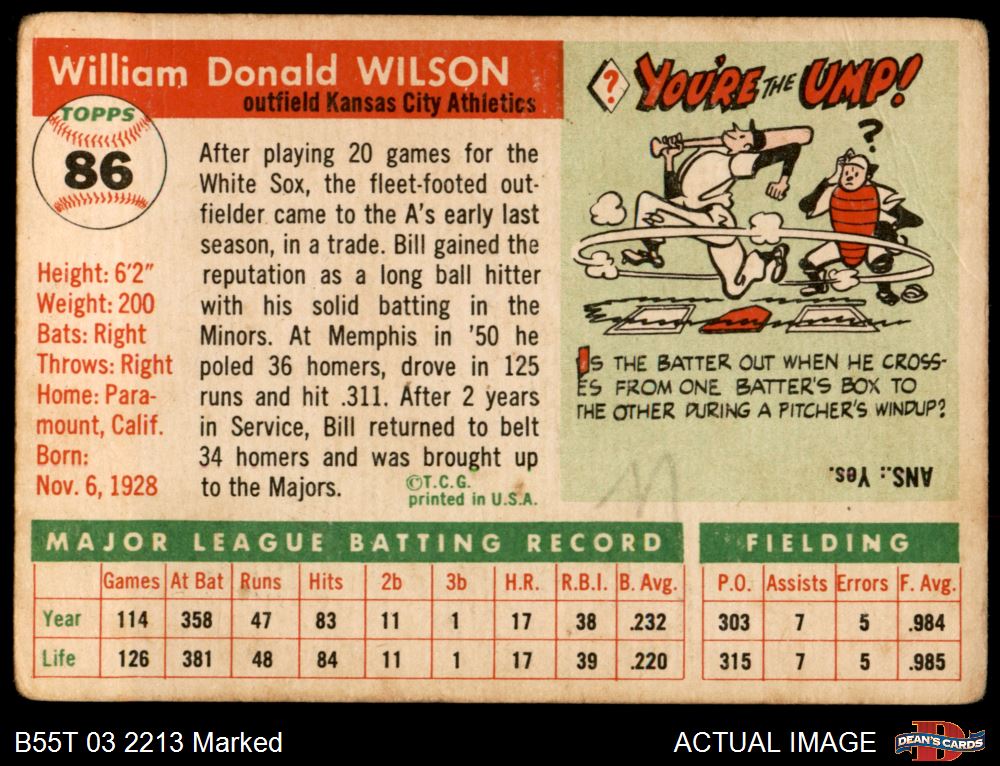 William Donald WILSON
outfield Kansas City Athletics
TOPPS
86
Height: 6'2"
Weight: 200
Bats: Right
Throws: Right
Home: Para-
mount, Calif.
Born:
Nov. 6, 1928
After playing 20 games for the
White Sox, the fleet-footed out-
fielder came to the A's early last
season, in a trade. Bill gained the
reputation as a long ball hitter
with his solid batting in the
Minors. At Memphis in '50 he
poled 36 homers, drove in 125
runs and hit .311. After 2 years
in Service, Bill returned to belt
34 homers and was brought up
to the Majors.
©T.C.G.
printed in U.S.A.
?
YOU'RE THE UMP!
?
IS THE BATTER OUT WHEN HE CROSS-
ES FROM ONE BATTER'S BOX TO
THE OTHER DURING A PITCHER'S WINDUP?
ANS.: Yes.
MAJOR LEAGUE BATTING RECORD
Games At Bat Runs Hits 2b 3b H.R. R.B.I. B. Avg.
Year 114 358 47 83 11 1 17 38 .232
Life 126 381 48 84 11 1 17 39 .220
FIELDING
P.O. Assists Errors F. Avg.
303 7 5 .984
315 7 5 .985
B55T 03 2213 Marked
ACTUAL IMAGE
D
DEAN'S CARDS